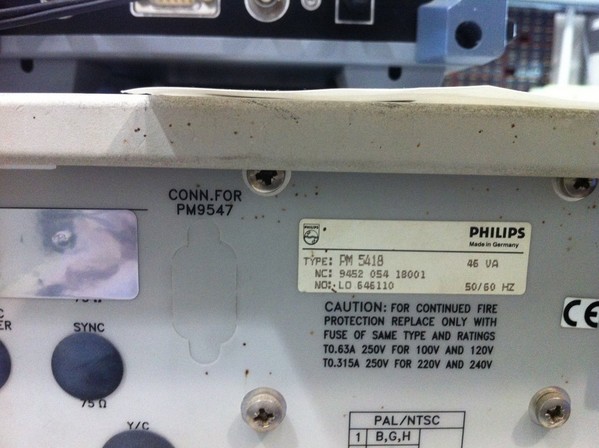 CONN.FOR
PM9547
PHILIPS
Made in Germany
TYPE: PM 5418 46 VA
NC: 9452 054 18001
NO: LO 646110 50/60 HZ
CAUTION: FOR CONTINUED FIRE
PROTECTION REPLACE ONLY WITH
FUSE OF SAME TYPE AND RATINGS
T0.63A 250V FOR 100V AND 120V
T0.315A 250V FOR 220V AND 240V
CE
75Ω
SYNC
75Ω
Y/C
PAL/NTSC
1 B,G,H